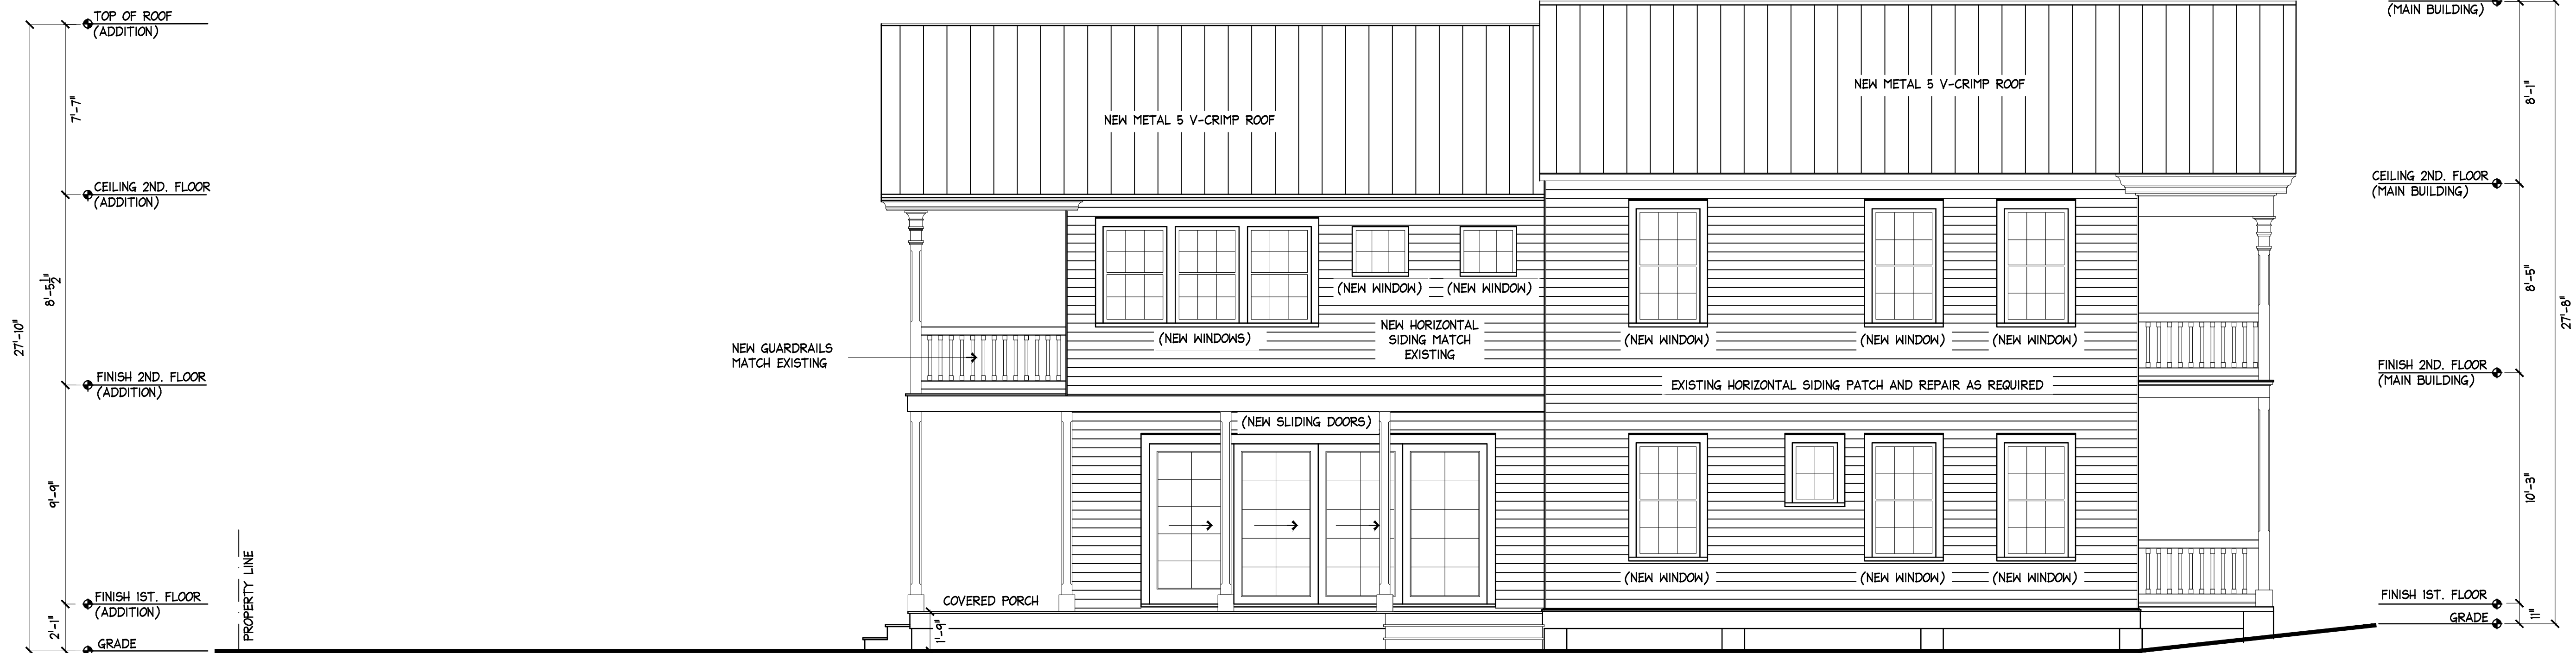 TOP OF ROOF
(ADDITION)
7'-7"
CEILING 2ND. FLOOR
(ADDITION)
8'-5½"
27'-10"
FINISH 2ND. FLOOR
(ADDITION)
9'-9"
FINISH 1ST. FLOOR
(ADDITION)
2'-1"
GRADE
PROPERTY LINE
NEW METAL 5 V-CRIMP ROOF
NEW METAL 5 V-CRIMP ROOF
(NEW WINDOW)
(NEW WINDOW)
(NEW WINDOWS)
NEW HORIZONTAL
SIDING MATCH
EXISTING
NEW GUARDRAILS
MATCH EXISTING
(NEW WINDOW)
(NEW WINDOW)
(NEW WINDOW)
EXISTING HORIZONTAL SIDING PATCH AND REPAIR AS REQUIRED
(NEW SLIDING DOORS)
(NEW WINDOW)
(NEW WINDOW)
(NEW WINDOW)
COVERED PORCH
1'-9"
(MAIN BUILDING)
8'-1"
CEILING 2ND. FLOOR
(MAIN BUILDING)
8'-5"
27'-8"
FINISH 2ND. FLOOR
(MAIN BUILDING)
10'-3"
FINISH 1ST. FLOOR
11"
GRADE